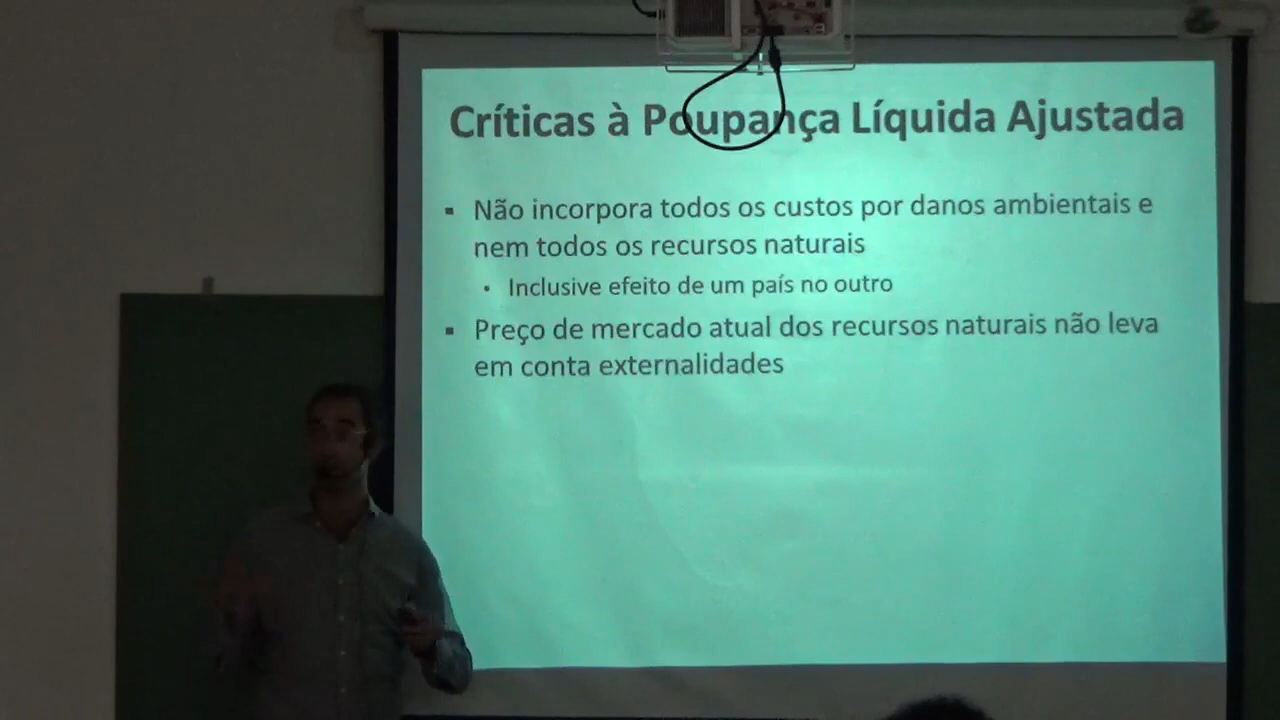 Críticas à Poupança Líquida Ajustada
Não incorpora todos os custos por danos ambientais e
nem todos os recursos naturais
Inclusive efeito de um país no outro
Preço de mercado atual dos recursos naturais não leva
em conta externalidades